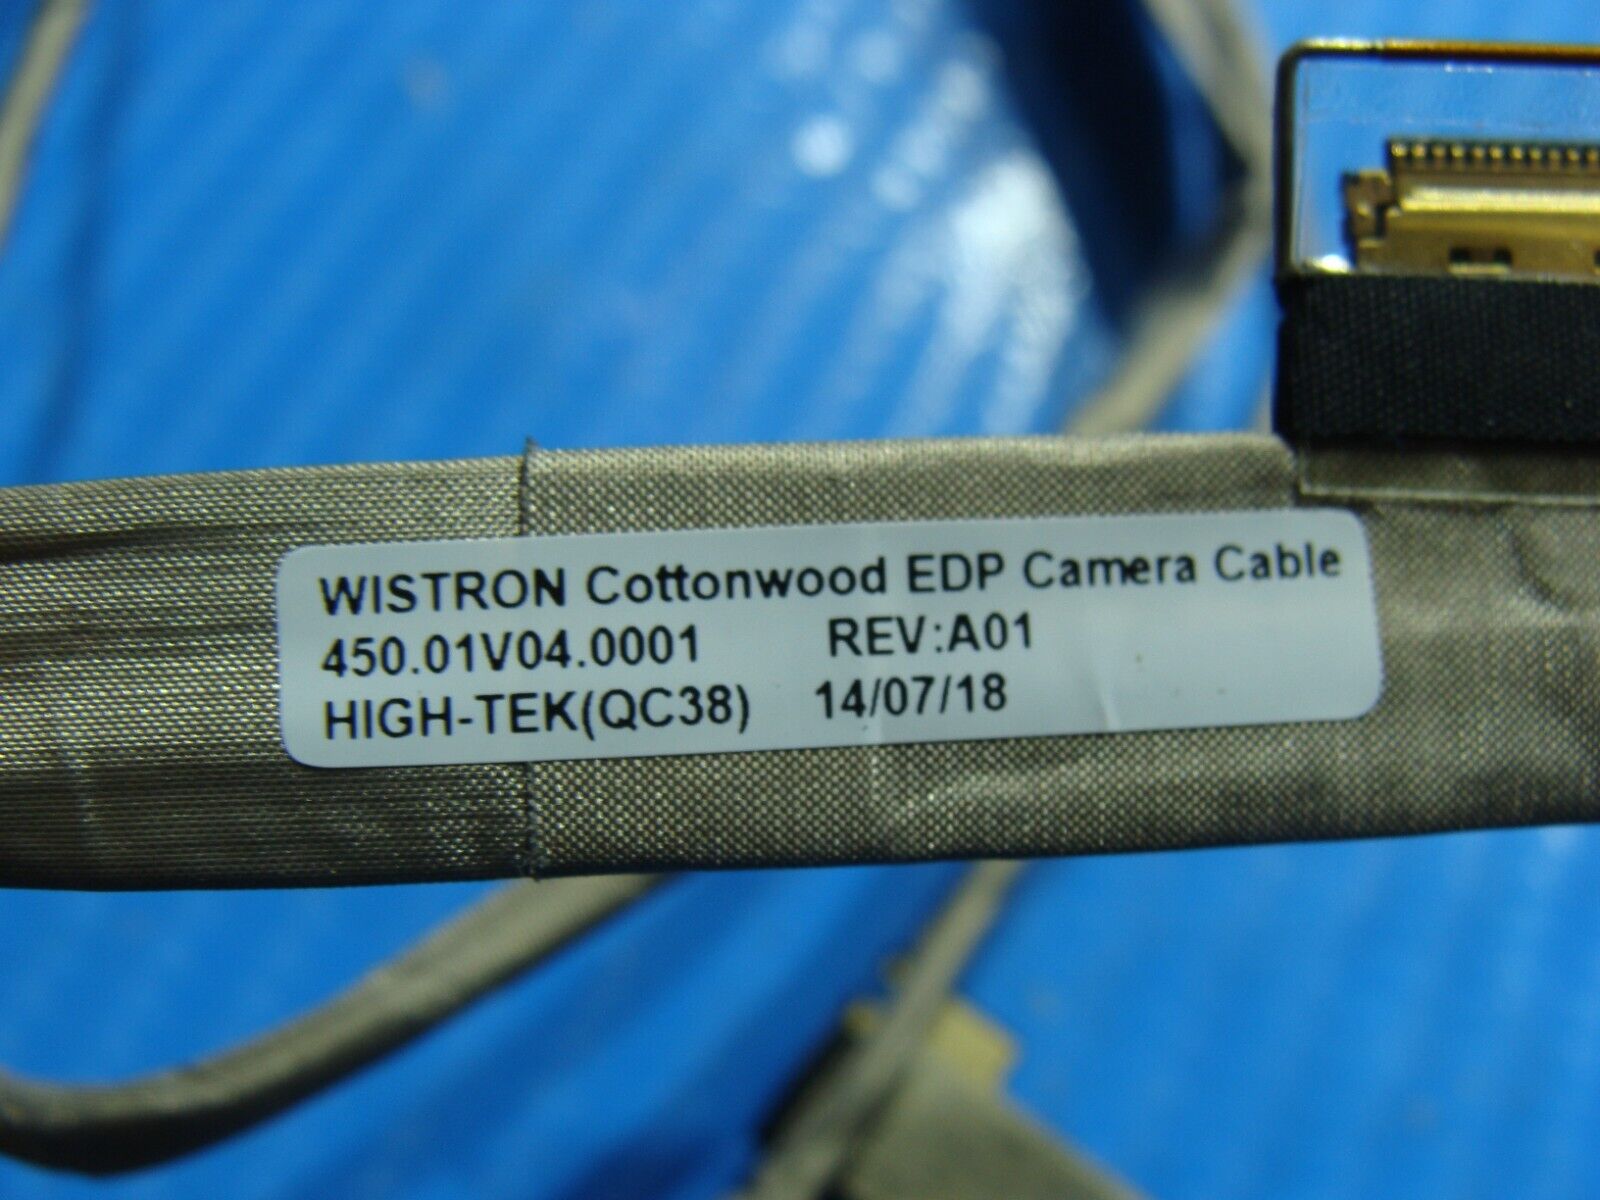 WISTRON Cottonwood EDP Camera Cable
450.01V04.0001 REV:A01
HIGH-TEK(QC38) 14/07/18